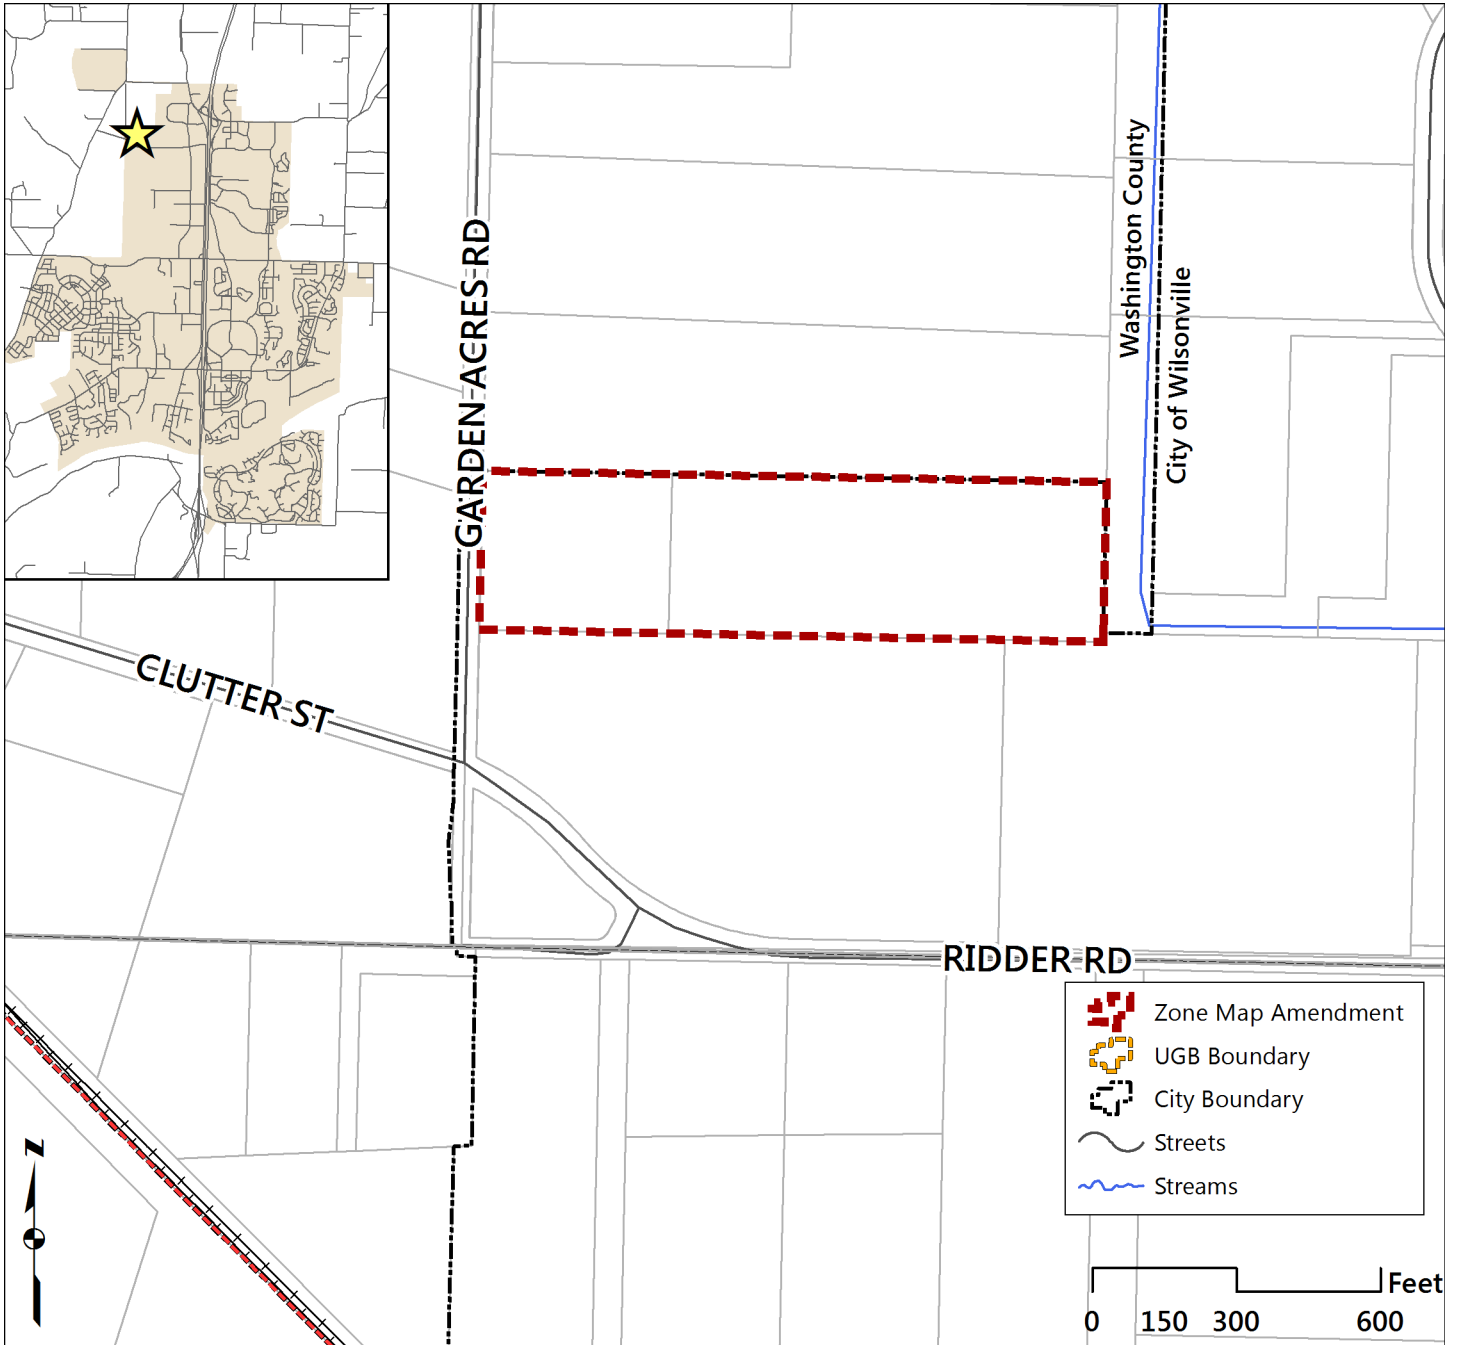 GARDEN ACRES RD
Washington County
City of Wilsonville
CLUTTER ST
RIDDER RD
Zone Map Amendment
UGB Boundary
City Boundary
Streets
Streams
N
Feet
0 150 300 600